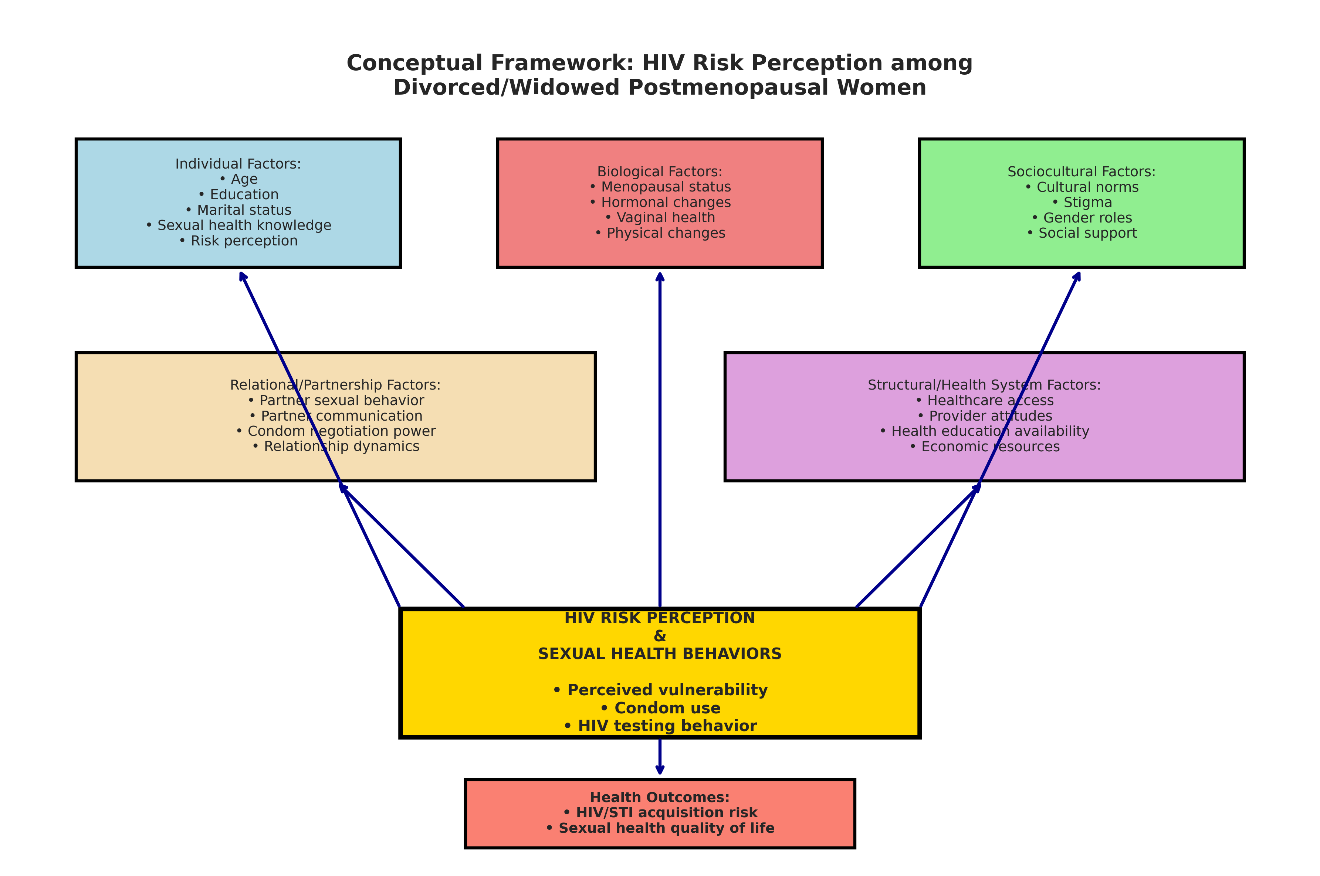 Conceptual Framework: HIV Risk Perception among
Divorced/Widowed Postmenopausal Women
Individual Factors:
• Age
• Education
• Marital status
• Sexual health knowledge
• Risk perception
Biological Factors:
• Menopausal status
• Hormonal changes
• Vaginal health
• Physical changes
Sociocultural Factors:
• Cultural norms
• Stigma
• Gender roles
• Social support
Relational/Partnership Factors:
• Partner sexual behavior
• Partner communication
• Condom negotiation power
• Relationship dynamics
Structural/Health System Factors:
• Healthcare access
• Provider attitudes
• Health education availability
• Economic resources
HIV RISK PERCEPTION
&
SEXUAL HEALTH BEHAVIORS
• Perceived vulnerability
• Condom use
• HIV testing behavior
Health Outcomes:
• HIV/STI acquisition risk
• Sexual health quality of life